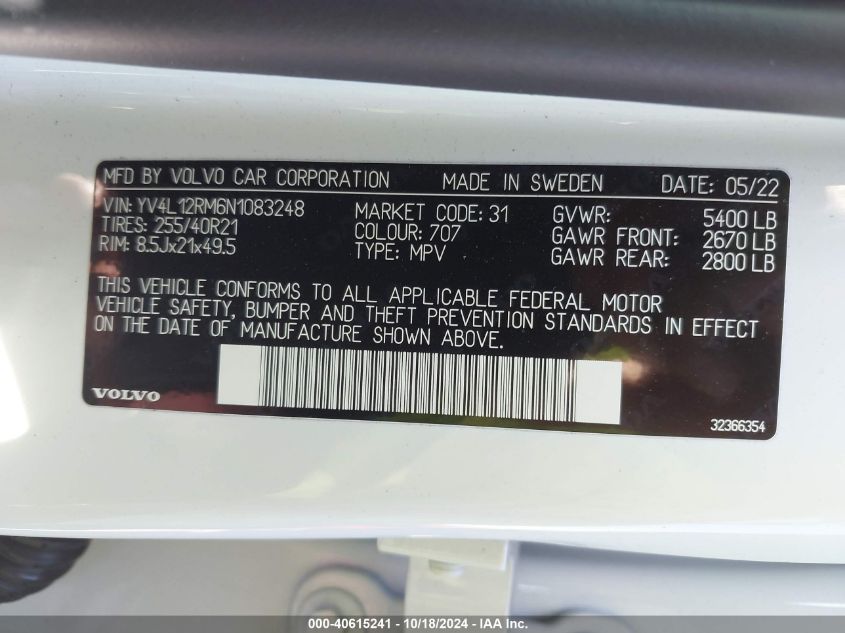 MFD BY VOLVO CAR CORPORATION MADE IN SWEDEN DATE: 05/22
VIN: YV4L12RM6N1083248 MARKET CODE: 31 GVWR: 5400 LB
TIRES: 255/40R21 COLOUR: 707 GAWR FRONT: 2670 LB
RIM: 8.5Jx21x49.5 TYPE: MPV GAWR REAR: 2800 LB
THIS VEHICLE CONFORMS TO ALL APPLICABLE FEDERAL MOTOR
VEHICLE SAFETY, BUMPER AND THEFT PREVENTION STANDARDS IN EFFECT
ON THE DATE OF MANUFACTURE SHOWN ABOVE.
VOLVO
32366354
000-40615241 - 10/18/2024 - IAA Inc.